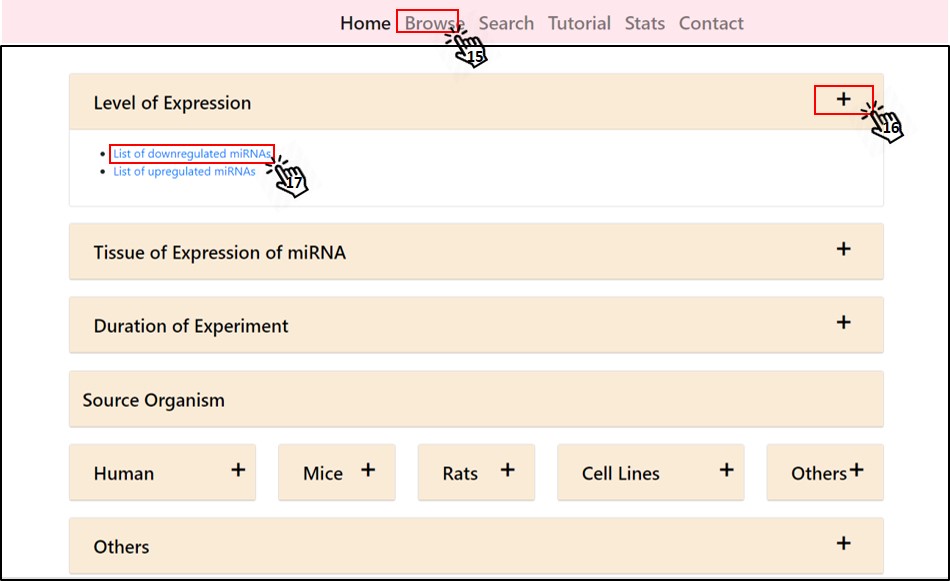 Home Browse Search Tutorial Stats Contact
15
Level of Expression +
16
• List of downregulated miRNAs
17
• List of upregulated miRNAs
Tissue of Expression of miRNA +
Duration of Experiment +
Source Organism
Human + Mice + Rats + Cell Lines + Others +
Others +